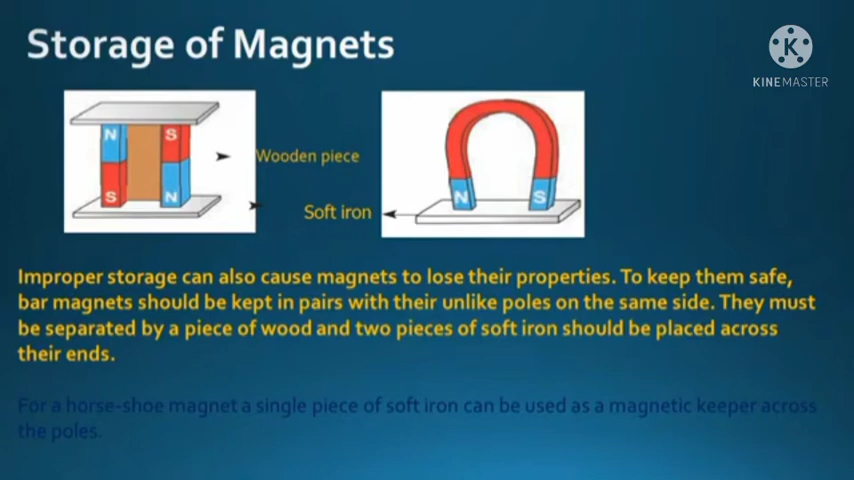 Storage of Magnets
K
KINEMASTER
N
S
S
N
Wooden piece
Soft iron
N
S
Improper storage can also cause magnets to lose their properties. To keep them safe,
bar magnets should be kept in pairs with their unlike poles on the same side. They must
be separated by a piece of wood and two pieces of soft iron should be placed across
their ends.
For a horse-shoe magnet a single piece of soft iron can be used as a magnetic keeper across
the poles.